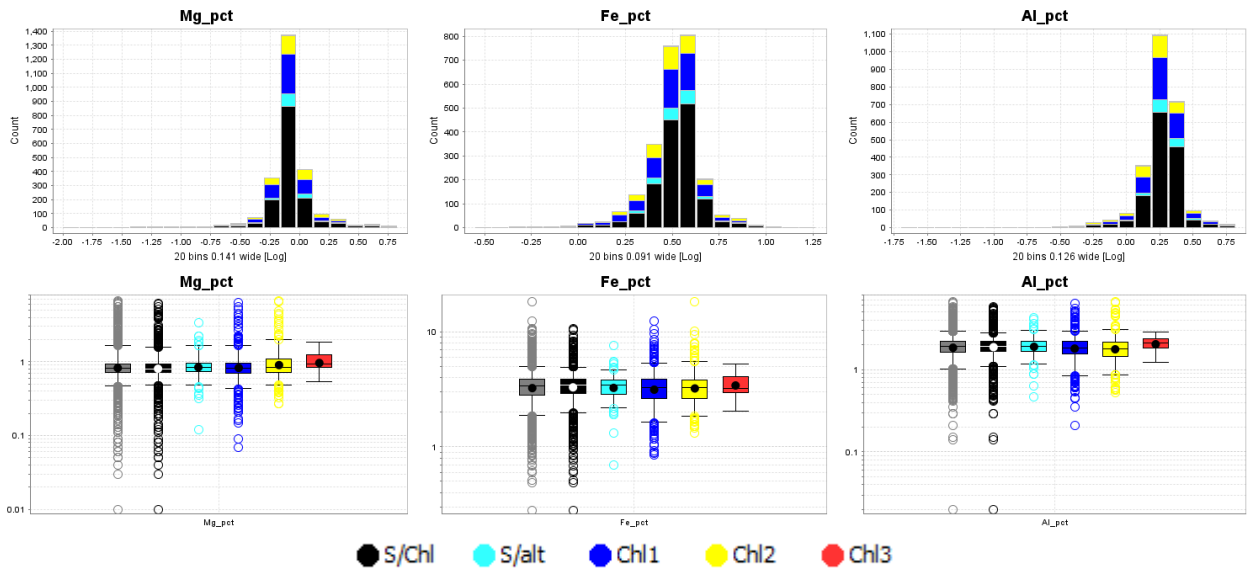 Mg_pct
Fe_pct
Al_pct
1,400
1,300
1,200
1,100
1,000
900
800
700
600
500
400
300
200
100
0
Count
-2.00 -1.75 -1.50 -1.25 -1.00 -0.75 -0.50 -0.25 0.00 0.25 0.50 0.75
20 bins 0.141 wide [Log]
800
700
600
500
400
300
200
100
0
Count
-0.50 -0.25 0.00 0.25 0.50 0.75 1.00 1.25
20 bins 0.091 wide [Log]
1,100
1,000
900
800
700
600
500
400
300
200
100
0
Count
-1.75 -1.50 -1.25 -1.00 -0.75 -0.50 -0.25 0.00 0.25 0.50 0.75
20 bins 0.126 wide [Log]
Mg_pct
Fe_pct
Al_pct
1
0.1
0.01
Mg_pct
10
1
Fe_pct
1
0.1
Al_pct
S/Chl
S/alt
Chl1
Chl2
Chl3